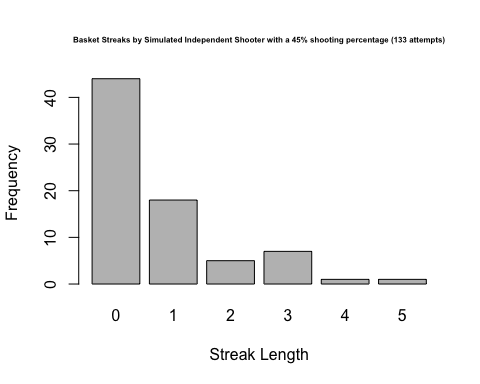 Basket Streaks by Simulated Independent Shooter with a 45% shooting percentage (133 attempts)
Frequency
40
30
20
10
0
0 1 2 3 4 5
Streak Length